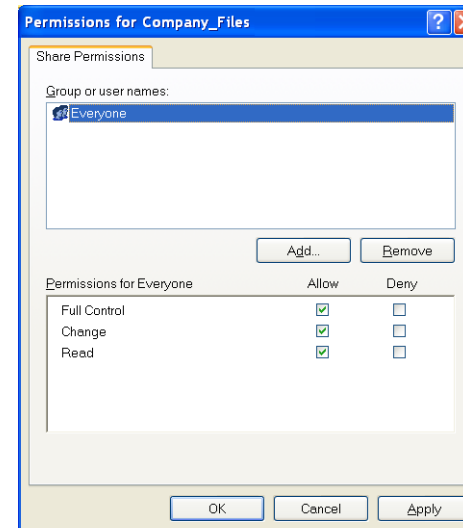 Permissions for Company_Files
Share Permissions
Group or user names:
Everyone
Add... Remove
Permissions for Everyone Allow Deny
Full Control
Change
Read
OK Cancel Apply